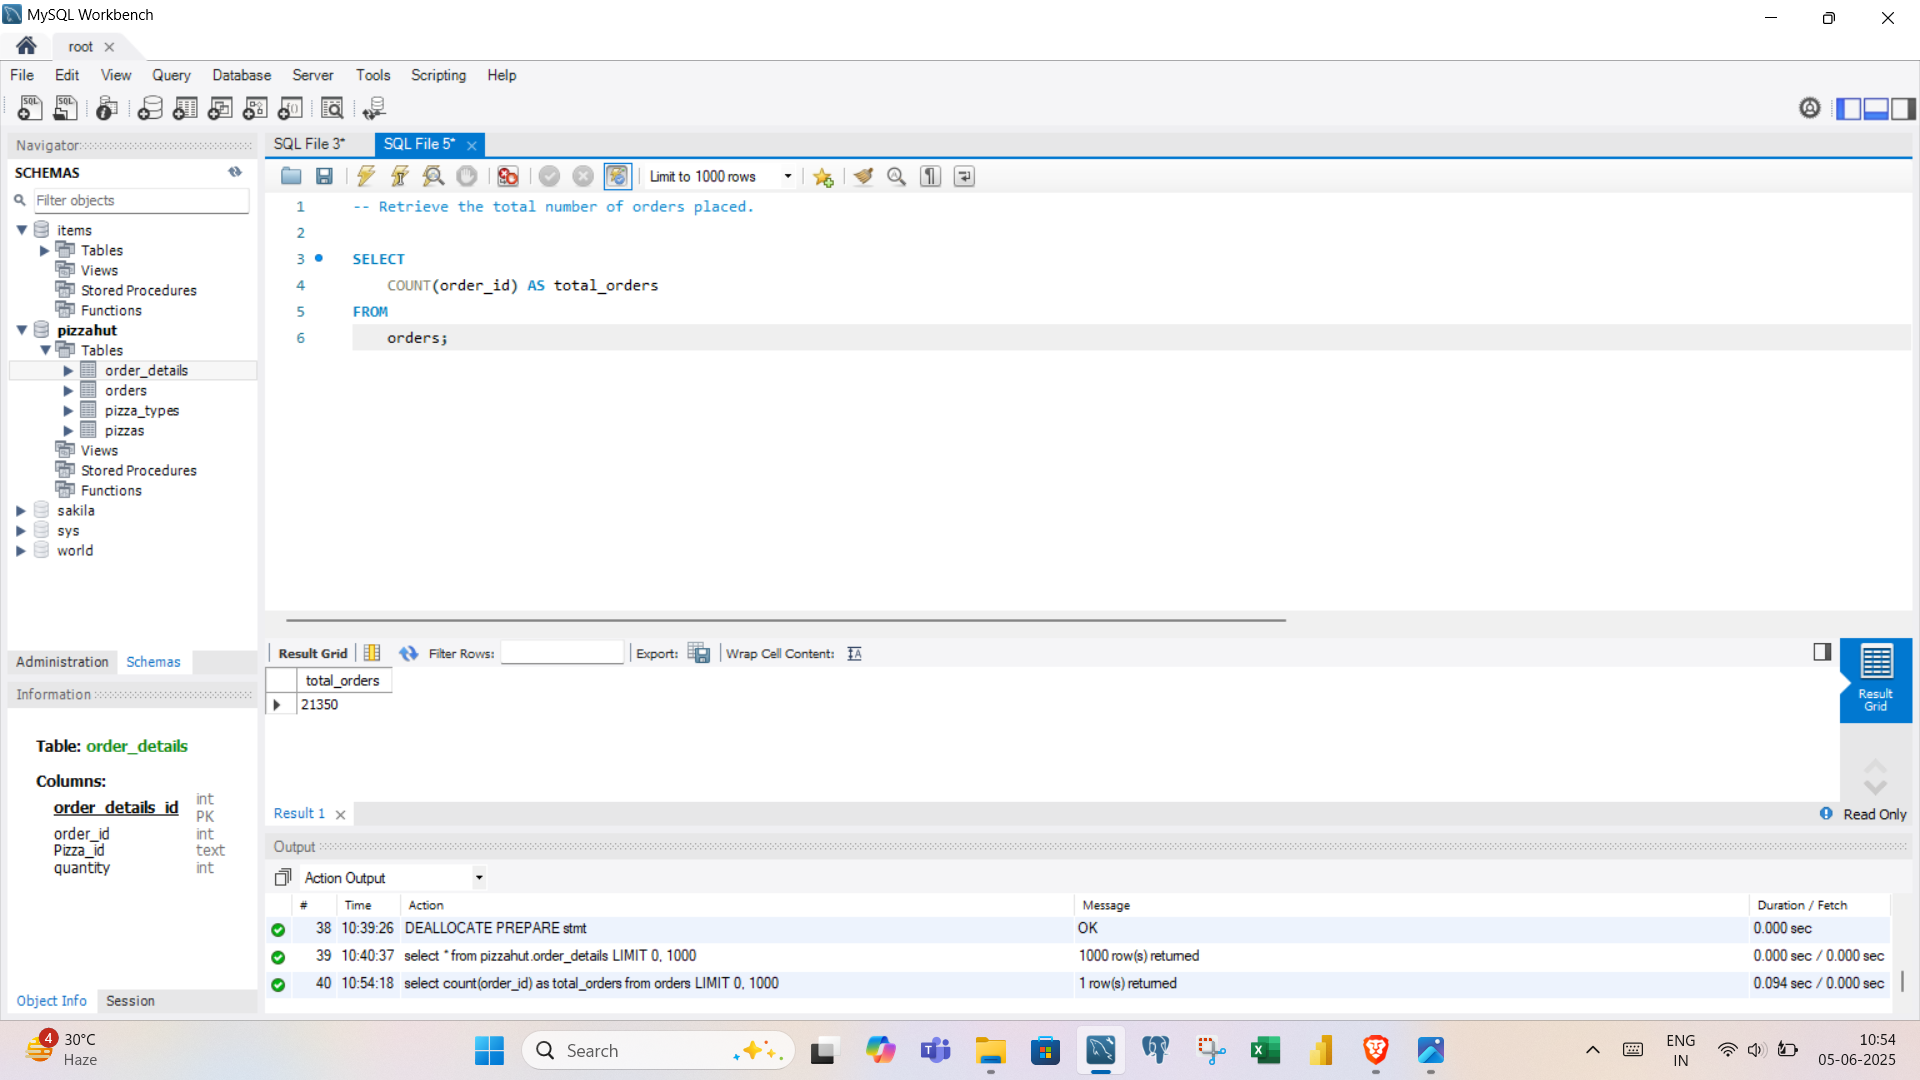 MySQL Workbench
root
File Edit View Query Database Server Tools Scripting Help
Navigator
SCHEMAS
Filter objects
items
Tables
Views
Stored Procedures
Functions
pizzahut
Tables
order_details
orders
pizza_types
pizzas
Views
Stored Procedures
Functions
sakila
sys
world
Administration Schemas
Information
Table: order_details
Columns:
order_details_id int PK
order_id int
Pizza_id text
quantity int
Object Info Session
SQL File 3* SQL File 5*
Limit to 1000 rows
1 -- Retrieve the total number of orders placed.
2
3 SELECT
4 COUNT(order_id) AS total_orders
5 FROM
6 orders;
Result Grid Filter Rows: Export: Wrap Cell Content:
total_orders
21350
Result Grid
Result 1 Read Only
Output
Action Output
# Time Action Message Duration / Fetch
38 10:39:26 DEALLOCATE PREPARE stmt OK 0.000 sec
39 10:40:37 select * from pizzahut.order_details LIMIT 0, 1000 1000 row(s) returned 0.000 sec / 0.000 sec
40 10:54:18 select count(order_id) as total_orders from orders LIMIT 0, 1000 1 row(s) returned 0.094 sec / 0.000 sec
4 30°C
Haze
Search
ENG
IN
10:54
05-06-2025